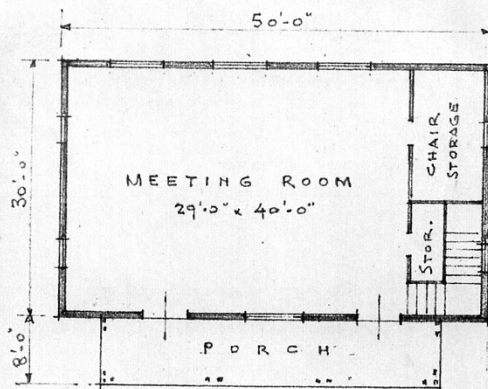 50'-0"
30'-0"
MEETING ROOM
29'-0" x 40'-0"
CHAIR
STORAGE
STOR.
8'-0"
PORCH